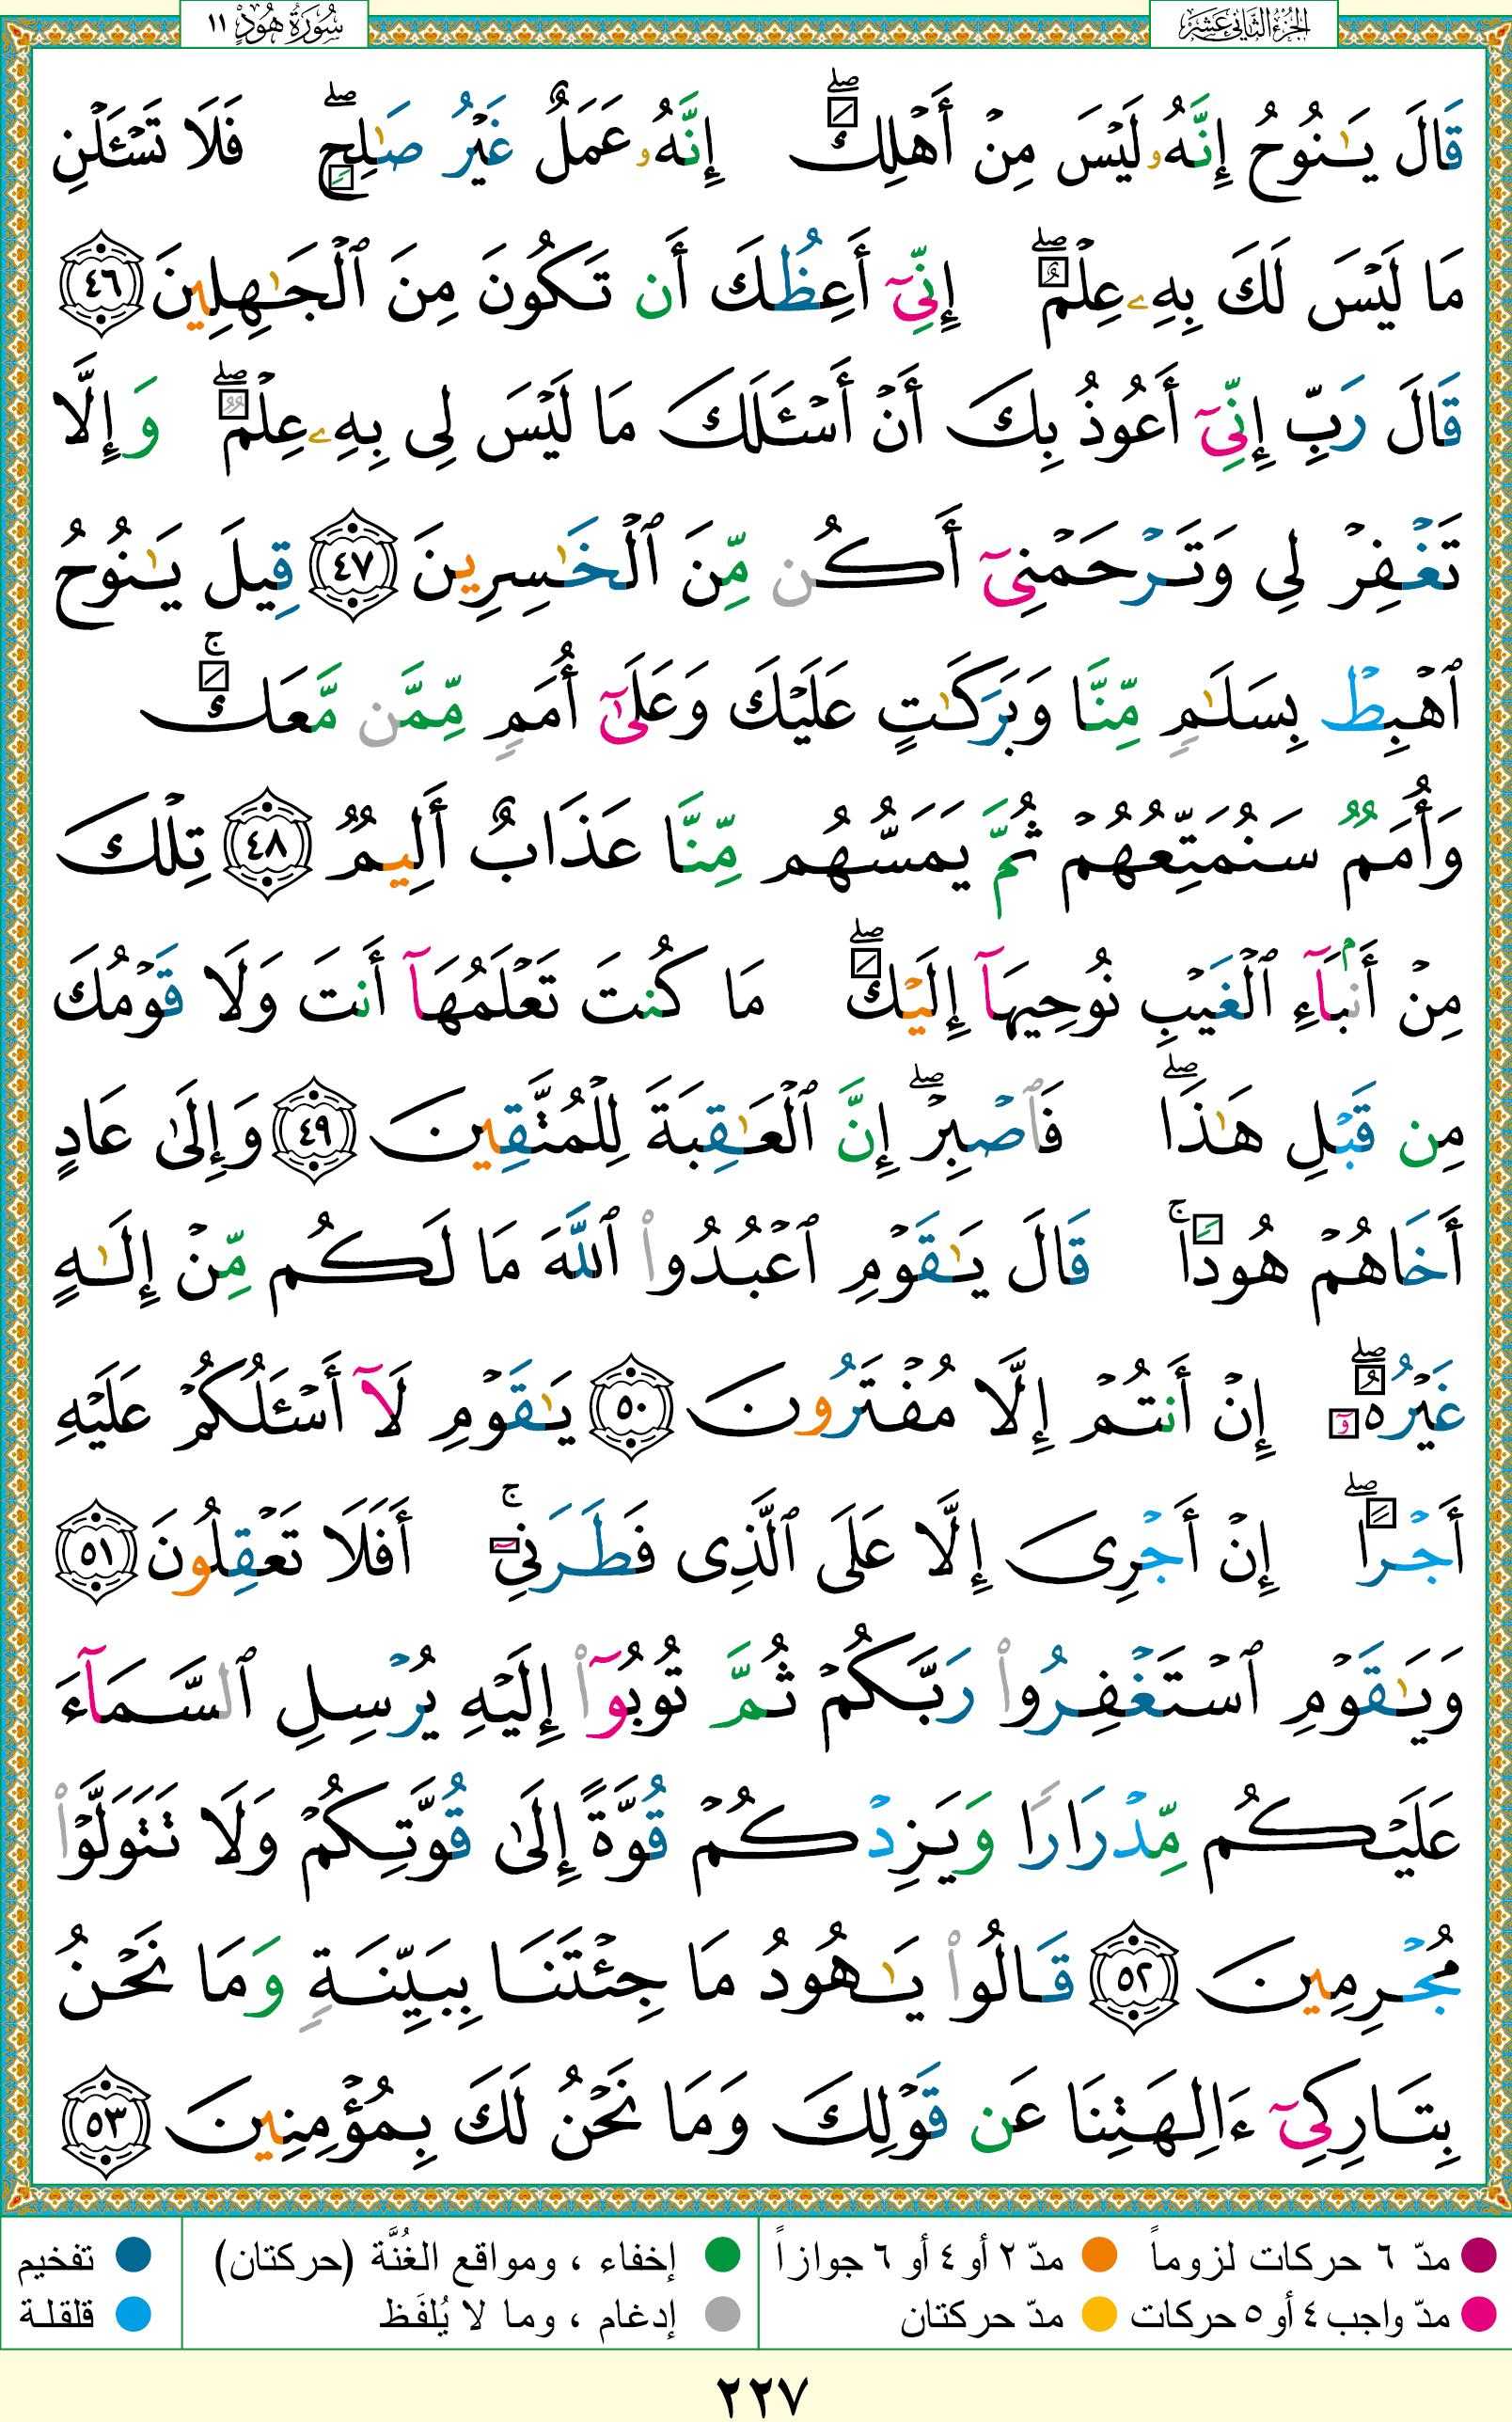 الجزء الثاني عشر
سُورَةُ هُودٍ ١١
قَالَ يَـٰنُوحُ إِنَّهُۥ لَيْسَ مِنْ أَهْلِكَ ۖ إِنَّهُۥ عَمَلٌ غَيْرُ صَـٰلِحٍ ۖ فَلَا تَسْـَٔلْنِ
مَا لَيْسَ لَكَ بِهِۦ عِلْمٌ ۖ إِنِّىٓ أَعِظُكَ أَن تَكُونَ مِنَ ٱلْجَـٰهِلِينَ ٤٦
قَالَ رَبِّ إِنِّىٓ أَعُوذُ بِكَ أَنْ أَسْـَٔلَكَ مَا لَيْسَ لِى بِهِۦ عِلْمٌ ۖ وَإِلَّا
تَغْفِرْ لِى وَتَرْحَمْنِىٓ أَكُن مِّنَ ٱلْخَـٰسِرِينَ ٤٧ قِيلَ يَـٰنُوحُ
ٱهْبِطْ بِسَلَـٰمٍ مِّنَّا وَبَرَكَـٰتٍ عَلَيْكَ وَعَلَىٰٓ أُمَمٍ مِّمَّن مَّعَكَ ۚ
وَأُمَمٌ سَنُمَتِّعُهُمْ ثُمَّ يَمَسُّهُم مِّنَّا عَذَابٌ أَلِيمٌ ٤٨ تِلْكَ
مِنْ أَنۢبَآءِ ٱلْغَيْبِ نُوحِيهَآ إِلَيْكَ ۖ مَا كُنتَ تَعْلَمُهَآ أَنتَ وَلَا قَوْمُكَ
مِن قَبْلِ هَـٰذَا ۖ فَٱصْبِرْ ۖ إِنَّ ٱلْعَـٰقِبَةَ لِلْمُتَّقِينَ ٤٩ وَإِلَىٰ عَادٍ
أَخَاهُمْ هُودًا ۚ قَالَ يَـٰقَوْمِ ٱعْبُدُوا۟ ٱللَّهَ مَا لَكُم مِّنْ إِلَـٰهٍ
غَيْرُهُۥٓ ۖ إِنْ أَنتُمْ إِلَّا مُفْتَرُونَ ٥٠ يَـٰقَوْمِ لَآ أَسْـَٔلُكُمْ عَلَيْهِ
أَجْرًا ۖ إِنْ أَجْرِىَ إِلَّا عَلَى ٱلَّذِى فَطَرَنِىٓ ۚ أَفَلَا تَعْقِلُونَ ٥١
وَيَـٰقَوْمِ ٱسْتَغْفِرُوا۟ رَبَّكُمْ ثُمَّ تُوبُوٓا۟ إِلَيْهِ يُرْسِلِ ٱلسَّمَآءَ
عَلَيْكُم مِّدْرَارًا وَيَزِدْكُمْ قُوَّةً إِلَىٰ قُوَّتِكُمْ وَلَا تَتَوَلَّوْا۟
مُجْرِمِينَ ٥٢ قَالُوا۟ يَـٰهُودُ مَا جِئْتَنَا بِبَيِّنَةٍ وَمَا نَحْنُ
بِتَارِكِىٓ ءَالِهَتِنَا عَن قَوْلِكَ وَمَا نَحْنُ لَكَ بِمُؤْمِنِينَ ٥٣
مدّ ٦ حركات لزوماً مدّ ٢ أو ٤ أو ٦ جوازاً إخفاء ، ومواقع الغُنَّة (حركتان) تفخيم
مدّ واجب ٤ أو ٥ حركات مدّ حركتان إدغام ، وما لا يُلفَظ قلقلة
٢٢٧